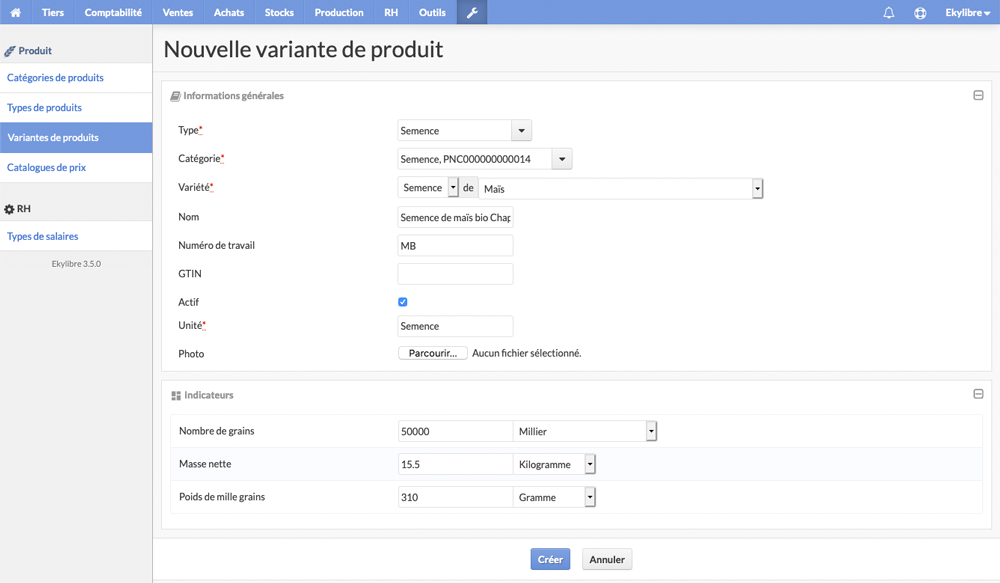 Tiers Comptabilité Ventes Achats Stocks Production RH Outils Ekylibre
Produit
Catégories de produits
Types de produits
Variantes de produits
Catalogues de prix
RH
Types de salaires
Ekylibre 3.5.0
Nouvelle variante de produit
Informations générales
Type* Semence
Catégorie* Semence, PNC000000000014
Variété* Semence de Maïs
Nom Semence de maïs bio Chap
Numéro de travail MB
GTIN
Actif
Unité* Semence
Photo Parcourir... Aucun fichier sélectionné.
Indicateurs
Nombre de grains 50000 Millier
Masse nette 15.5 Kilogramme
Poids de mille grains 310 Gramme
Créer Annuler